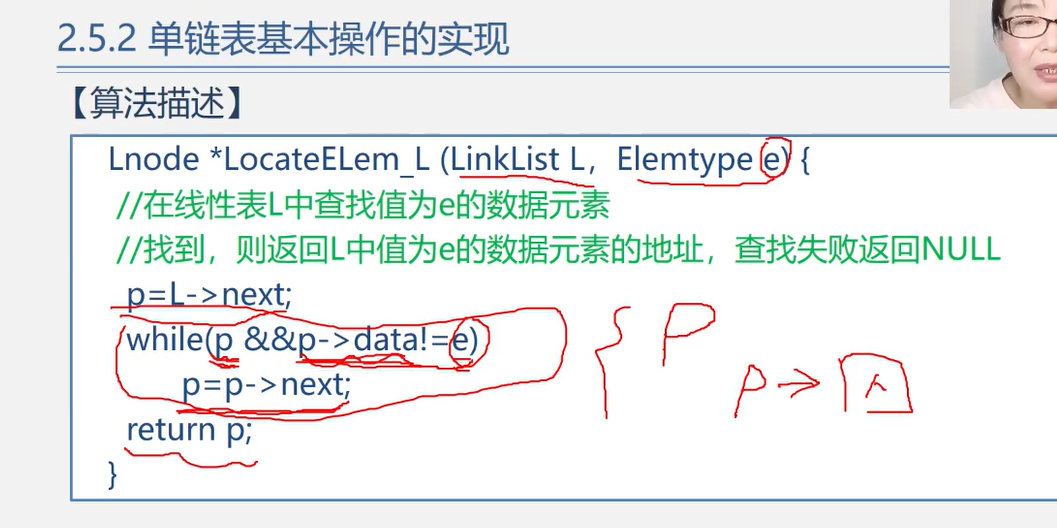 2.5.2 单链表基本操作的实现
【算法描述】
Lnode *LocateELem_L (LinkList L，Elemtype e) {
//在线性表L中查找值为e的数据元素
//找到，则返回L中值为e的数据元素的地址，查找失败返回NULL
p=L->next;
while(p &&p->data!=e)
p=p->next;
return p;
}
P
p→